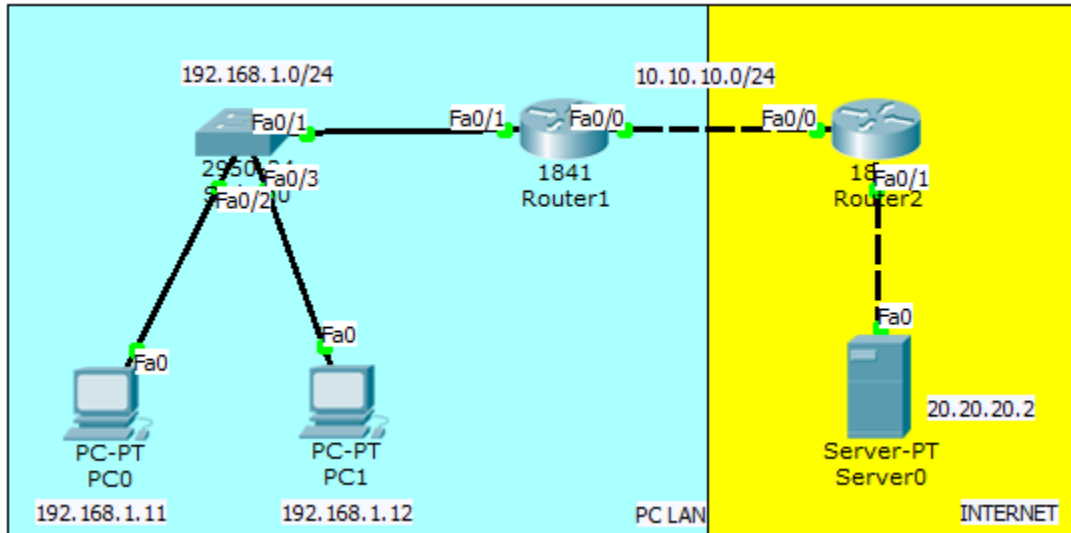 192.168.1.0/24
10.10.10.0/24
Fa0/1
Fa0/1
Fa0/0
Fa0/0
Fa0/3
1841
Fa0/1
Fa0/2
Router1
Router2
Fa0
Fa0
Fa0
20.20.20.2
PC-PT
PC0
PC-PT
PC1
Server-PT
Server0
192.168.1.11
192.168.1.12
PC LAN
INTERNET